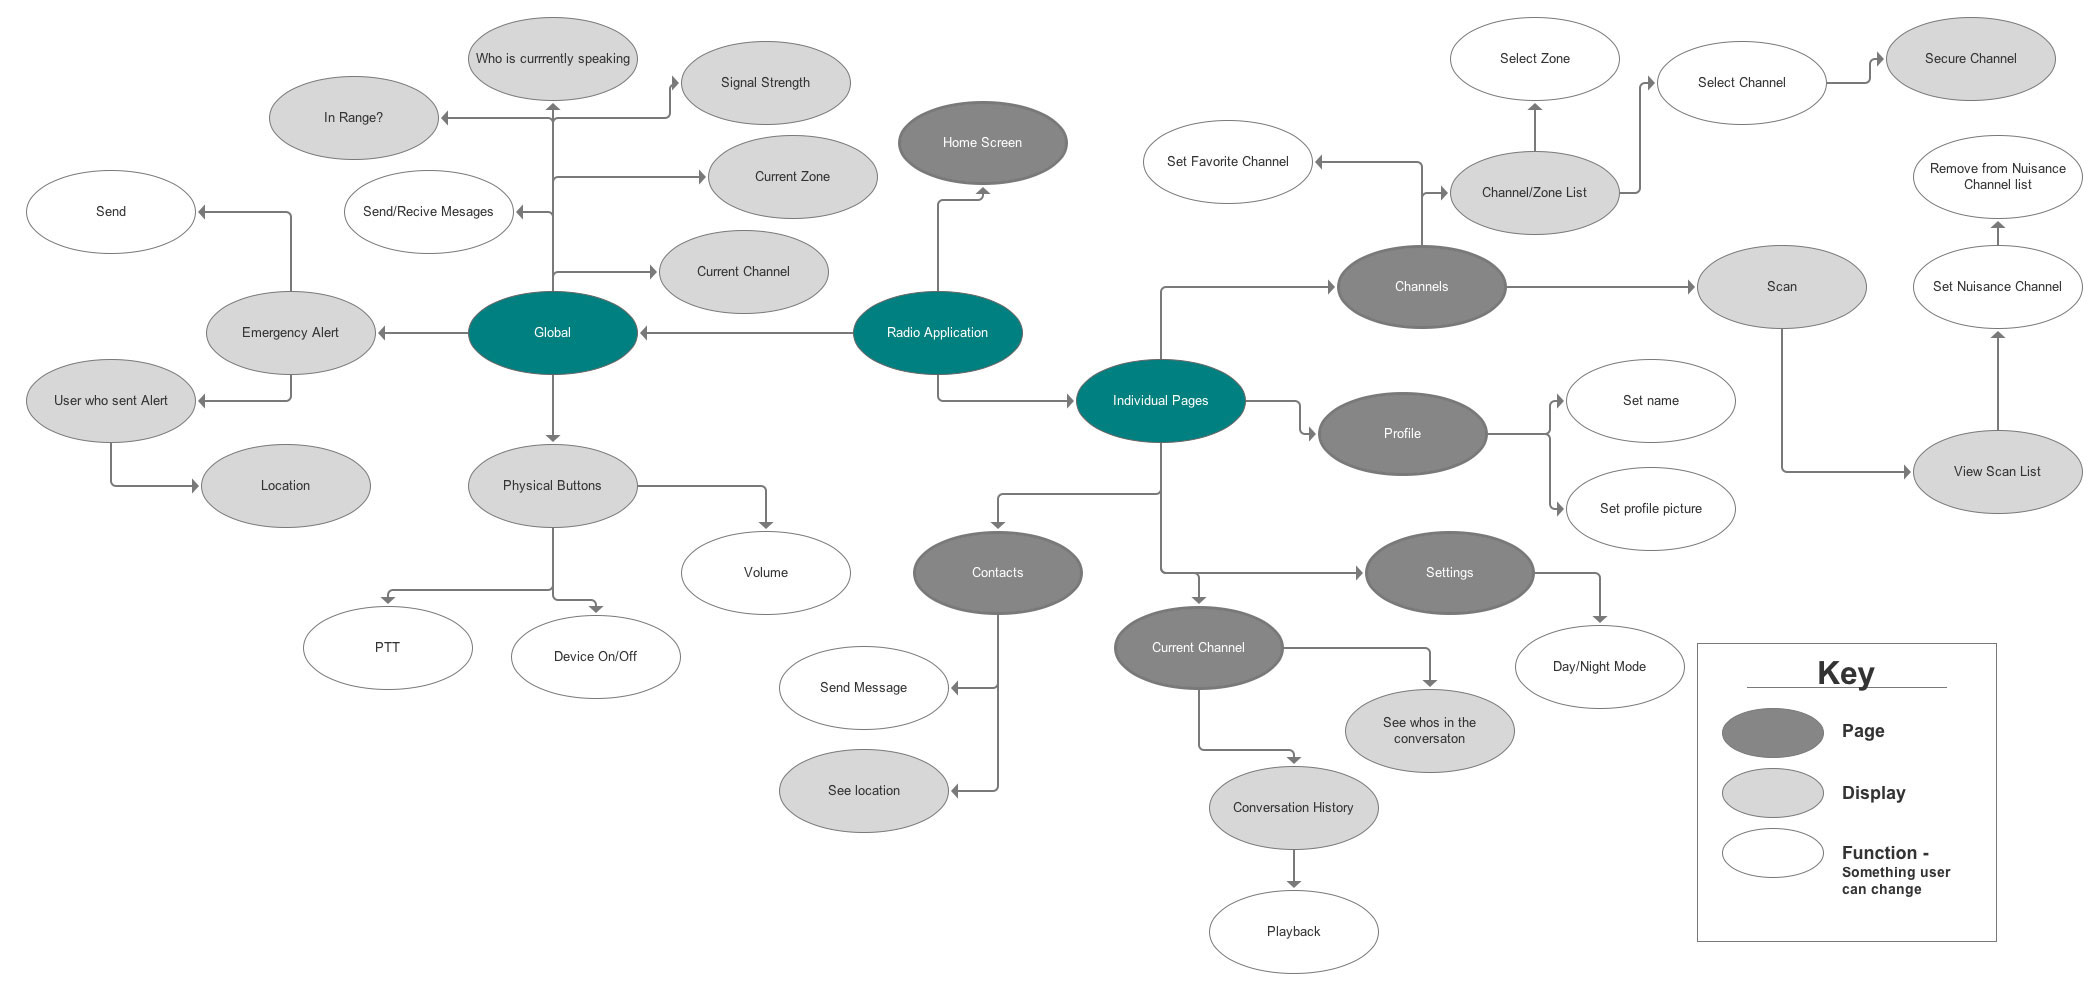 Who is currrently speaking
Signal Strength
In Range?
Home Screen
Current Zone
Send
Send/Recive Mesages
Current Channel
Emergency Alert
Global
Radio Application
User who sent Alert
Location
Physical Buttons
Volume
PTT
Device On/Off
Select Zone
Select Channel
Secure Channel
Set Favorite Channel
Channel/Zone List
Remove from Nuisance
Channel list
Channels
Scan
Set Nuisance Channel
Individual Pages
Profile
Set name
Set profile picture
View Scan List
Contacts
Settings
Send Message
Current Channel
Day/Night Mode
See location
See whos in the
conversaton
Conversation History
Playback
Key
Page
Display
Function -
Something user
can change